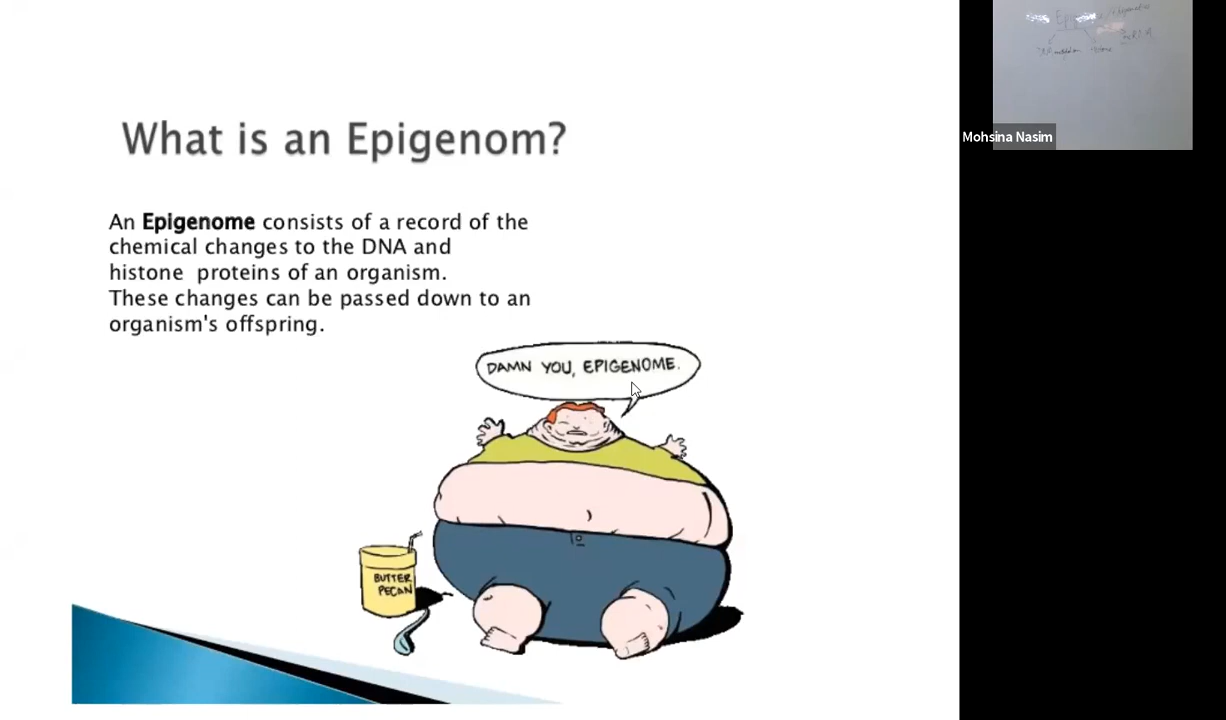 What is an Epigenom?
An Epigenome consists of a record of the
chemical changes to the DNA and
histone proteins of an organism.
These changes can be passed down to an
organism's offspring.
DAMN YOU, EPIGENOME.
BUTTER
PECAN
Mohsina Nasim